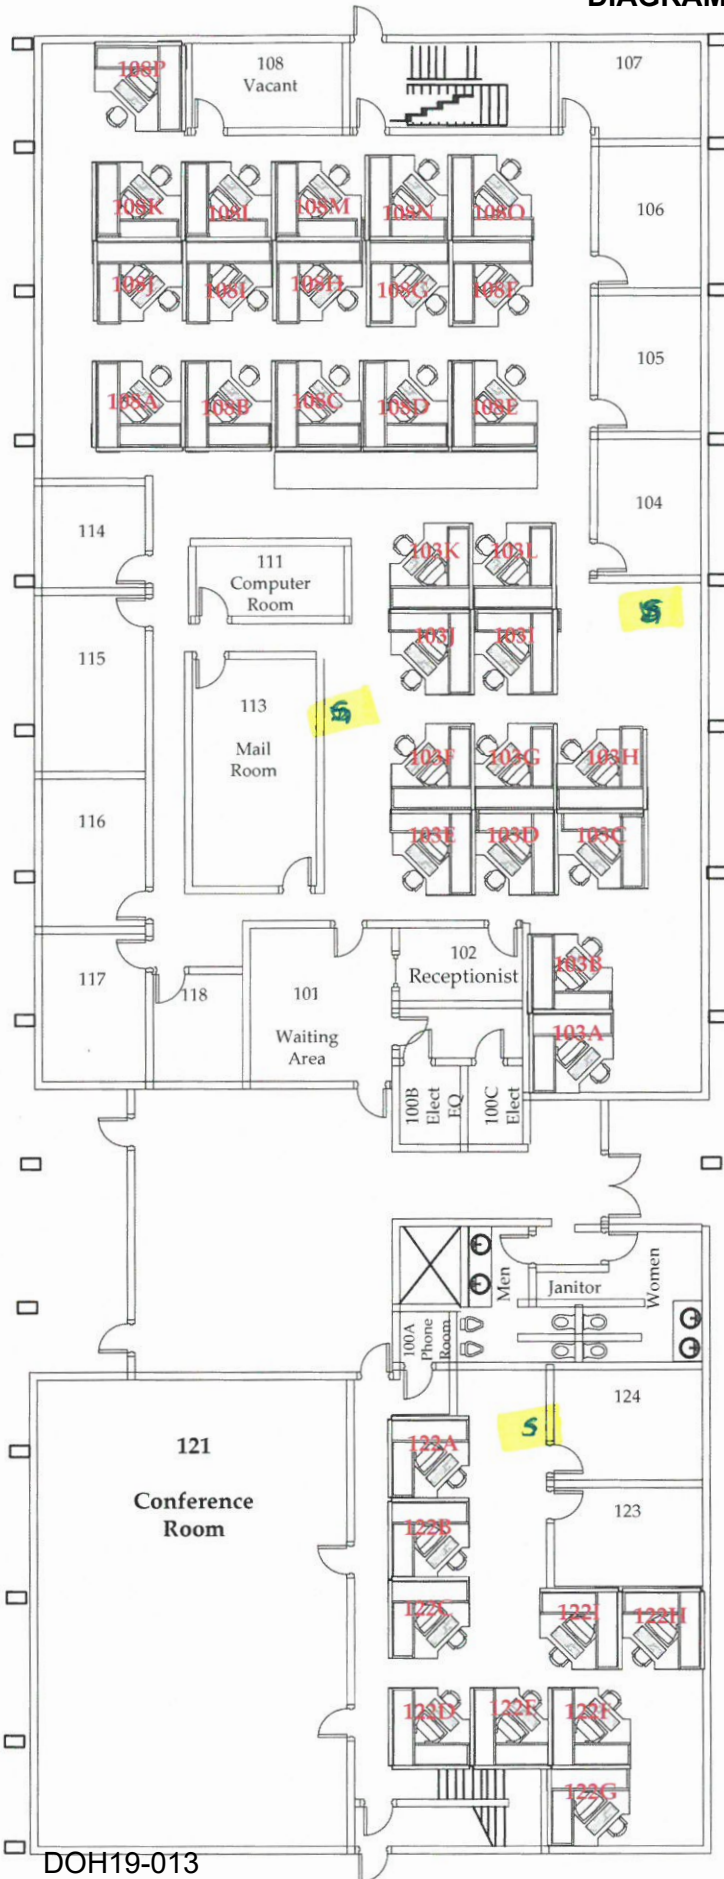 DIAGRAM
108P
108
Vacant
107
108K
108L
108M
108N
108O
106
108J
108I
108H
108G
108F
105
108A
108B
108C
108D
108E
104
114
111
Computer
Room
103K
103L
115
103J
103I
S
113
Mail
Room
S
103F
103G
103H
116
103E
103D
103C
117
118
101
Waiting
Area
102
Receptionist
103B
103A
100B
Elect
EQ
100C
Elect
Men
Janitor
Women
100A
Phone
Room
121
Conference
Room
122A
S
124
122B
123
122C
122I
122H
122D
122E
122F
122G
DOH19-013